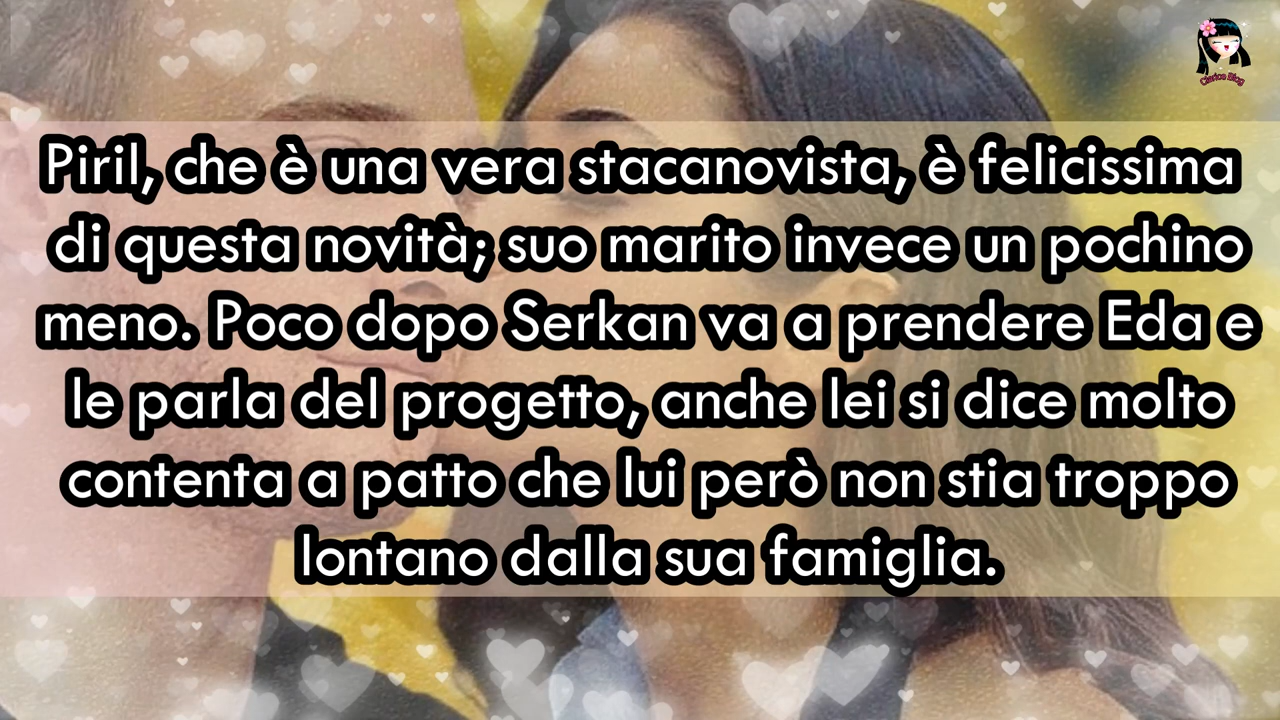 Clarice Blog
Piril, che è una vera stacanovista, è felicissima
di questa novità; suo marito invece un pochino
meno. Poco dopo Serkan va a prendere Eda e
le parla del progetto, anche lei si dice molto
contenta a patto che lui però non stia troppo
lontano dalla sua famiglia.